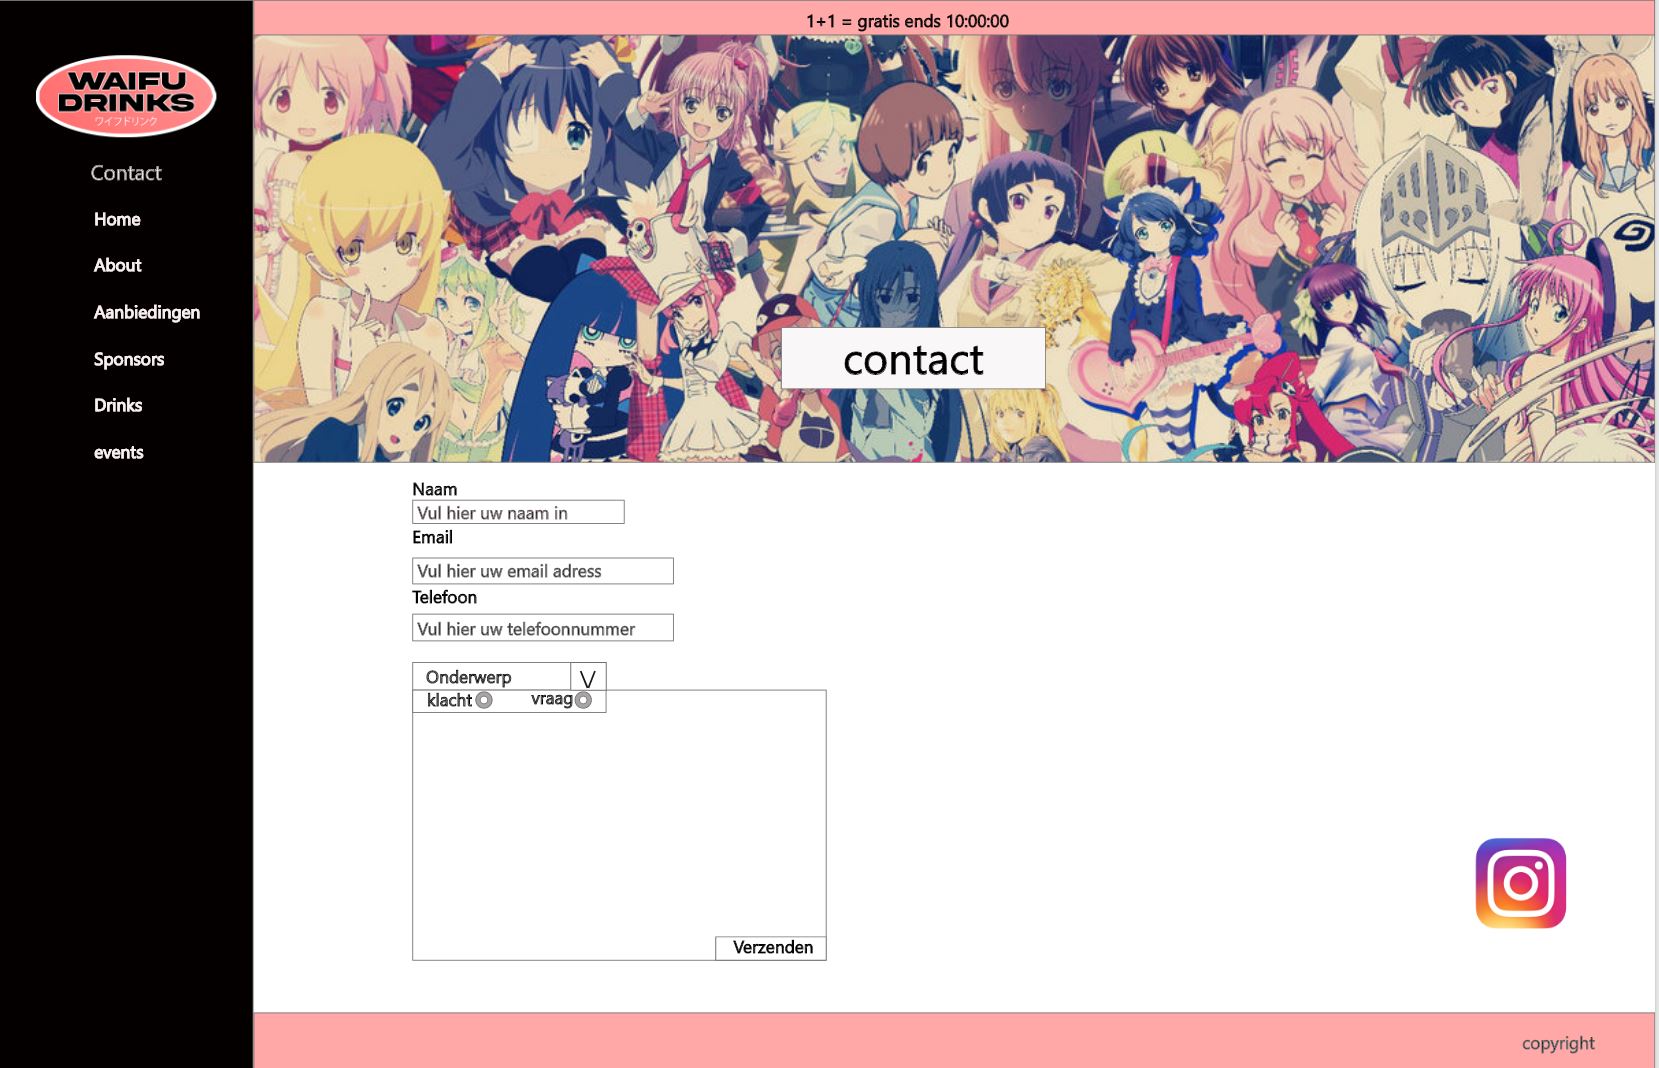 1+1 = gratis ends 10:00:00
WAIFU
DRINKS
ワイフドリンク
Contact
Home
About
Aanbiedingen
Sponsors
Drinks
events
contact
Naam
Vul hier uw naam in
Email
Vul hier uw email adress
Telefoon
Vul hier uw telefoonnummer
Onderwerp V
klacht vraag
Verzenden
copyright